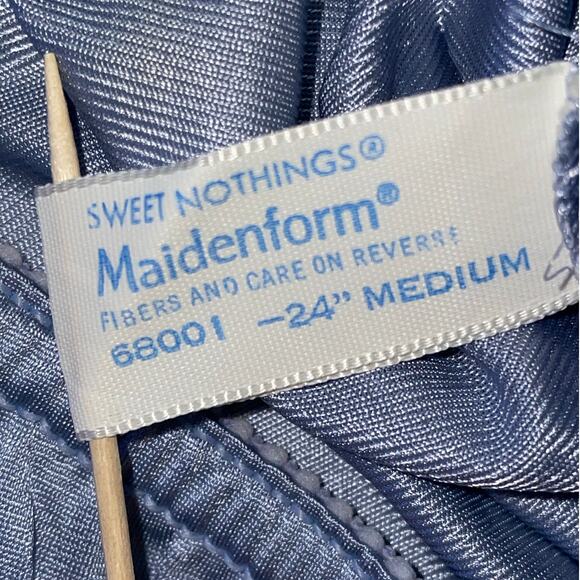 SWEET NOTHINGS®
Maidenform®
FIBERS AND CARE ON REVERSE
68001 -24" MEDIUM